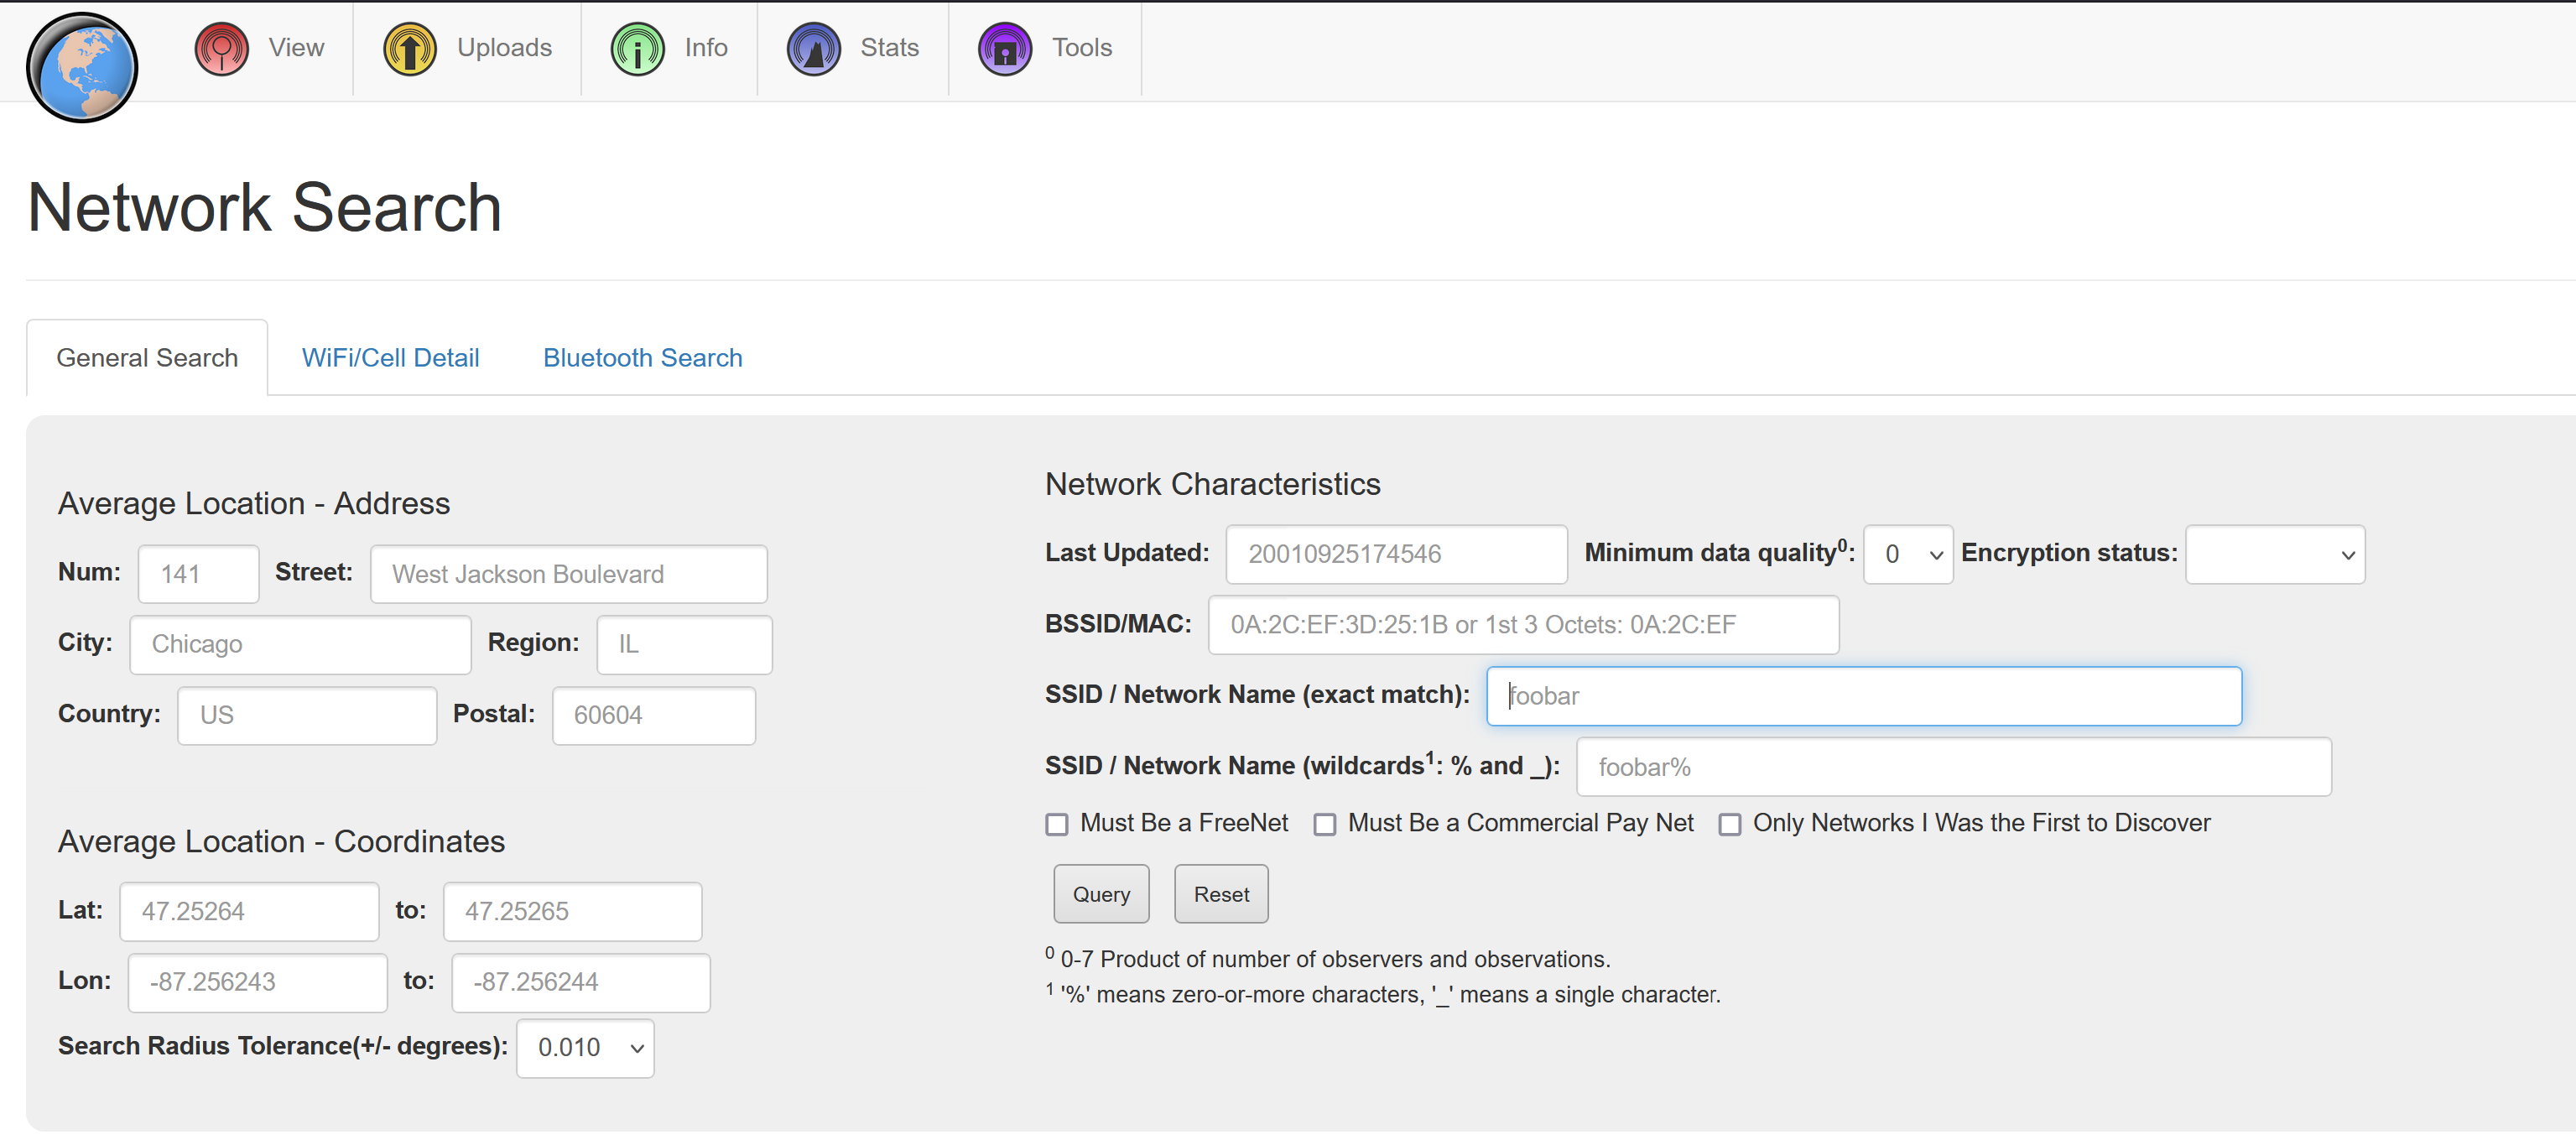 View Uploads Info Stats Tools
Network Search
General Search WiFi/Cell Detail Bluetooth Search
Average Location - Address
Num: 141 Street: West Jackson Boulevard
City: Chicago Region: IL
Country: US Postal: 60604
Average Location - Coordinates
Lat: 47.25264 to: 47.25265
Lon: -87.256243 to: -87.256244
Search Radius Tolerance(+/- degrees): 0.010
Network Characteristics
Last Updated: 20010925174546 Minimum data quality⁰: 0 Encryption status:
BSSID/MAC: 0A:2C:EF:3D:25:1B or 1st 3 Octets: 0A:2C:EF
SSID / Network Name (exact match): foobar
SSID / Network Name (wildcards¹: % and _): foobar%
Must Be a FreeNet Must Be a Commercial Pay Net Only Networks I Was the First to Discover
Query Reset
⁰ 0-7 Product of number of observers and observations.
¹ '%' means zero-or-more characters, '_' means a single character.